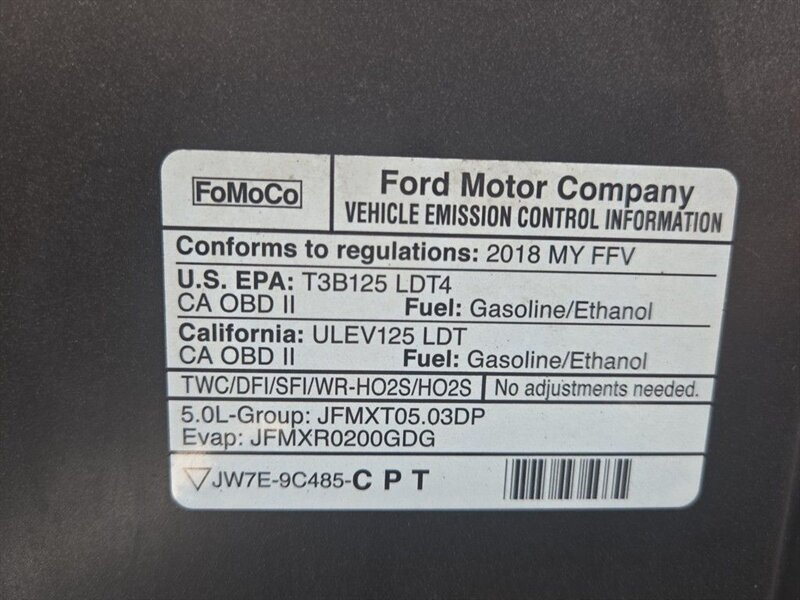 FoMoCo
Ford Motor Company
VEHICLE EMISSION CONTROL INFORMATION
Conforms to regulations: 2018 MY FFV
U.S. EPA: T3B125 LDT4
CA OBD II Fuel: Gasoline/Ethanol
California: ULEV125 LDT
CA OBD II Fuel: Gasoline/Ethanol
TWC/DFI/SFI/WR-HO2S/HO2S No adjustments needed.
5.0L-Group: JFMXT05.03DP
Evap: JFMXR0200GDG
JW7E-9C485-C P T